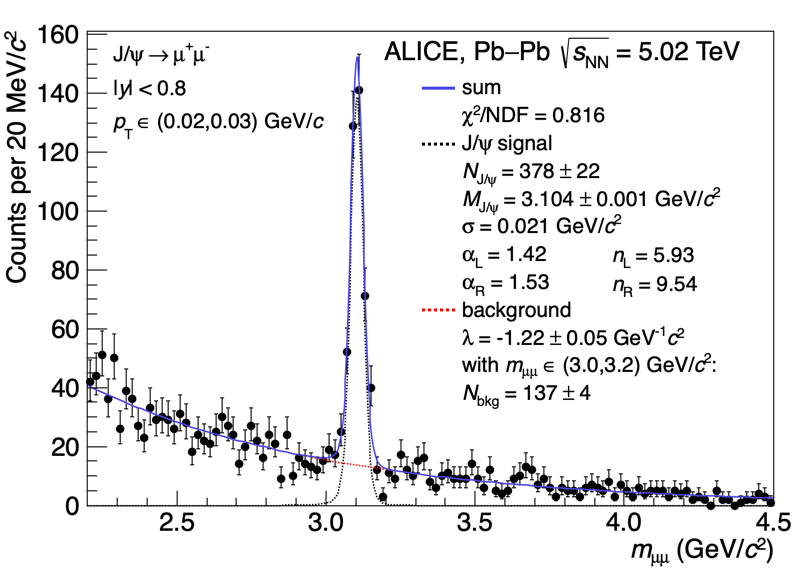 J/ψ → μ⁺μ⁻
|y| < 0.8
p_T ∈ (0.02,0.03) GeV/c
ALICE, Pb–Pb √s_NN = 5.02 TeV
sum
χ²/NDF = 0.816
J/ψ signal
N_J/ψ = 378 ± 22
M_J/ψ = 3.104 ± 0.001 GeV/c²
σ = 0.021 GeV/c²
α_L = 1.42 n_L = 5.93
α_R = 1.53 n_R = 9.54
background
λ = -1.22 ± 0.05 GeV⁻¹c²
with m_μμ ∈ (3.0,3.2) GeV/c²:
N_bkg = 137 ± 4
Counts per 20 MeV/c²
160
140
120
100
80
60
40
20
0
2.5 3.0 3.5 4.0 4.5
m_μμ (GeV/c²)